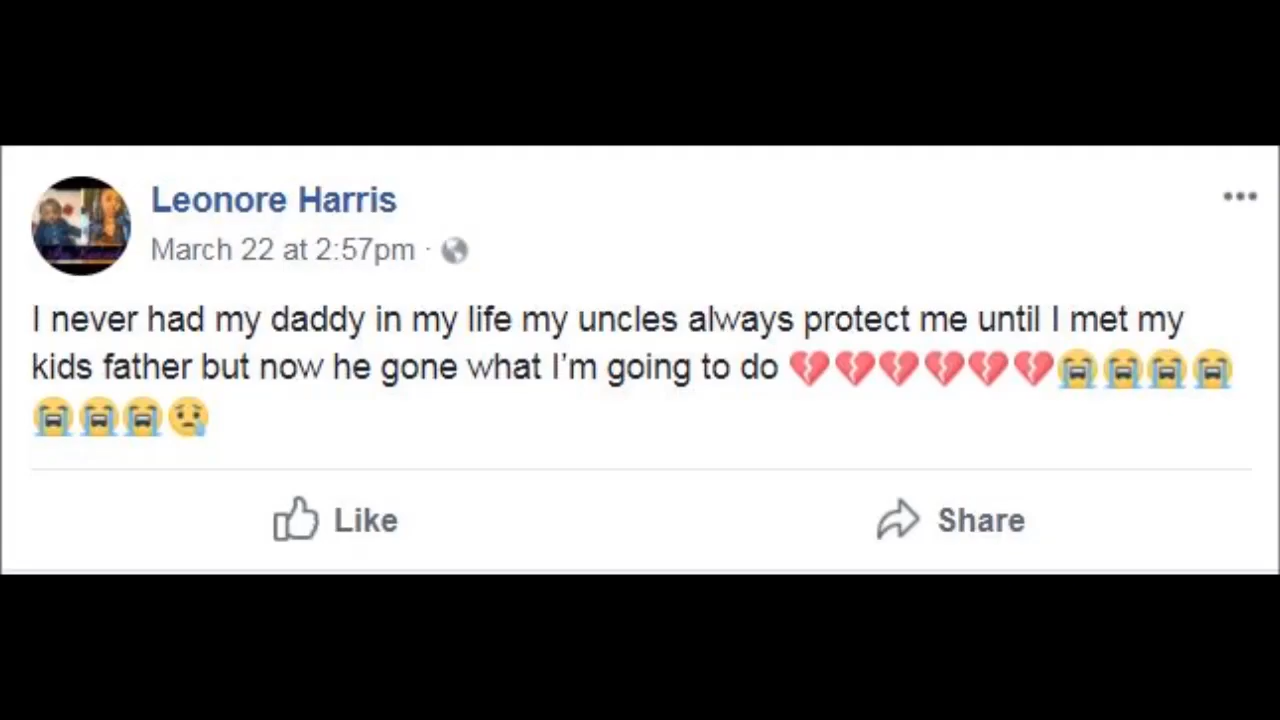 Leonore Harris
March 22 at 2:57pm ·
I never had my daddy in my life my uncles always protect me until I met my
kids father but now he gone what I'm going to do 💔💔💔💔💔💔😭😭😭😭
😭😭😭😢
Like
Share